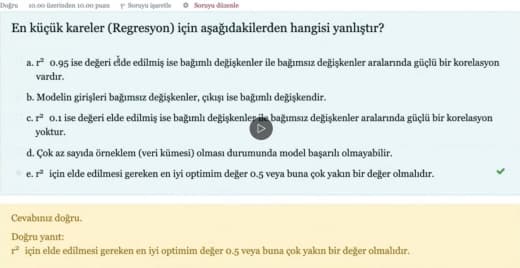 Doğru 10.00 üzerinden 10.00 puan Soruyu işaretle Soruyu düzenle
En küçük kareler (Regresyon) için aşağıdakilerden hangisi yanlıştır?
a. r² 0.95 ise değeri elde edilmiş ise bağımlı değişkenler ile bağımsız değişkenler aralarında güçlü bir korelasyon
vardır.
b. Modelin girişleri bağımsız değişkenler, çıkışı ise bağımlı değişkendir.
c. r² 0.1 ise değeri elde edilmiş ise bağımlı değişkenler ile bağımsız değişkenler aralarında güçlü bir korelasyon
yoktur.
d. Çok az sayıda örneklem (veri kümesi) olması durumunda model başarılı olmayabilir.
e. r² için elde edilmesi gereken en iyi optimim değer 0.5 veya buna çok yakın bir değer olmalıdır.
Cevabınız doğru.
Doğru yanıt:
r² için elde edilmesi gereken en iyi optimim değer 0.5 veya buna çok yakın bir değer olmalıdır.